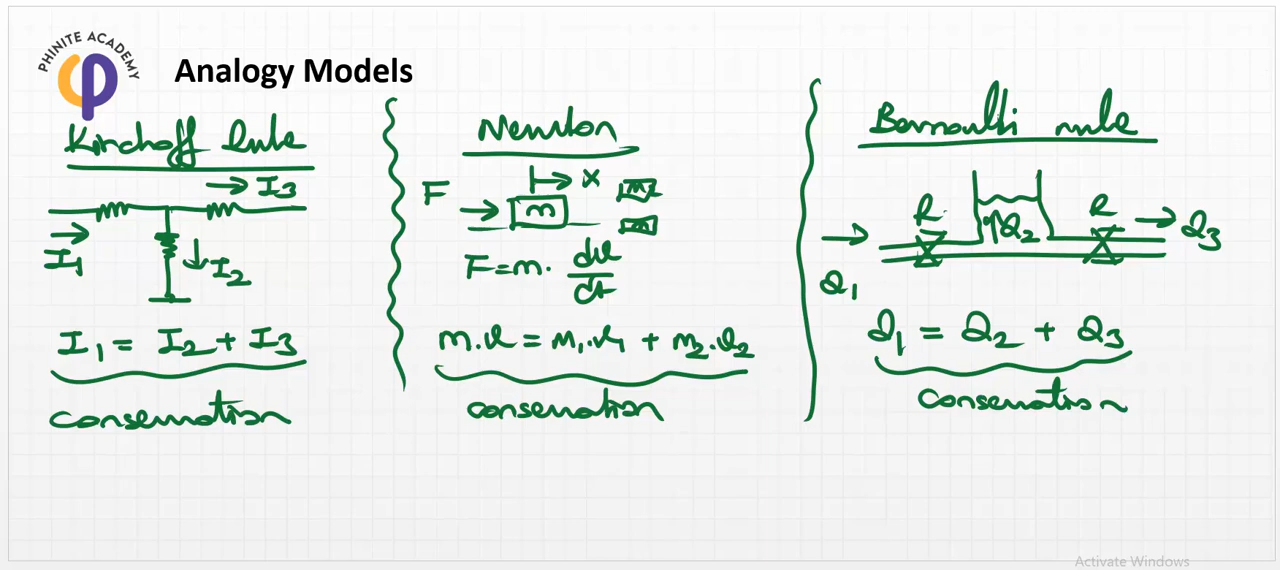 PHINITE ACADEMY
Analogy Models
Kirchoff Rule
I3
I1
I2
I1 = I2 + I3
conservation
Newton
x
F
m
m
m
F=m. dv/dt
m.v = m1.v1 + m2.v2
conservation
Bernoulli rule
R
R
Q2
Q3
Q1
Q1 = Q2 + Q3
conservation
Activate Windows